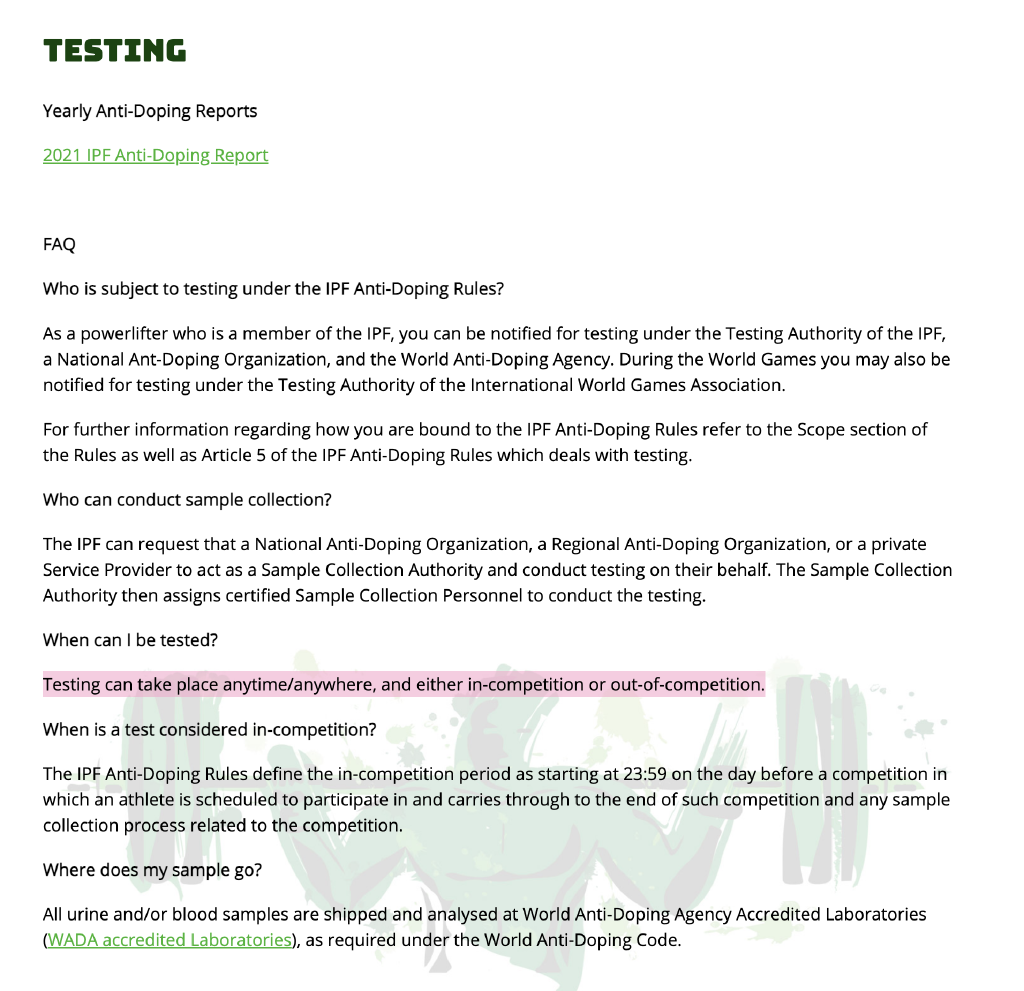 TESTING
Yearly Anti-Doping Reports
2021 IPF Anti-Doping Report
FAQ
Who is subject to testing under the IPF Anti-Doping Rules?
As a powerlifter who is a member of the IPF, you can be notified for testing under the Testing Authority of the IPF,
a National Ant-Doping Organization, and the World Anti-Doping Agency. During the World Games you may also be
notified for testing under the Testing Authority of the International World Games Association.
For further information regarding how you are bound to the IPF Anti-Doping Rules refer to the Scope section of
the Rules as well as Article 5 of the IPF Anti-Doping Rules which deals with testing.
Who can conduct sample collection?
The IPF can request that a National Anti-Doping Organization, a Regional Anti-Doping Organization, or a private
Service Provider to act as a Sample Collection Authority and conduct testing on their behalf. The Sample Collection
Authority then assigns certified Sample Collection Personnel to conduct the testing.
When can I be tested?
Testing can take place anytime/anywhere, and either in-competition or out-of-competition.
When is a test considered in-competition?
The IPF Anti-Doping Rules define the in-competition period as starting at 23:59 on the day before a competition in
which an athlete is scheduled to participate in and carries through to the end of such competition and any sample
collection process related to the competition.
Where does my sample go?
All urine and/or blood samples are shipped and analysed at World Anti-Doping Agency Accredited Laboratories
(WADA accredited Laboratories), as required under the World Anti-Doping Code.